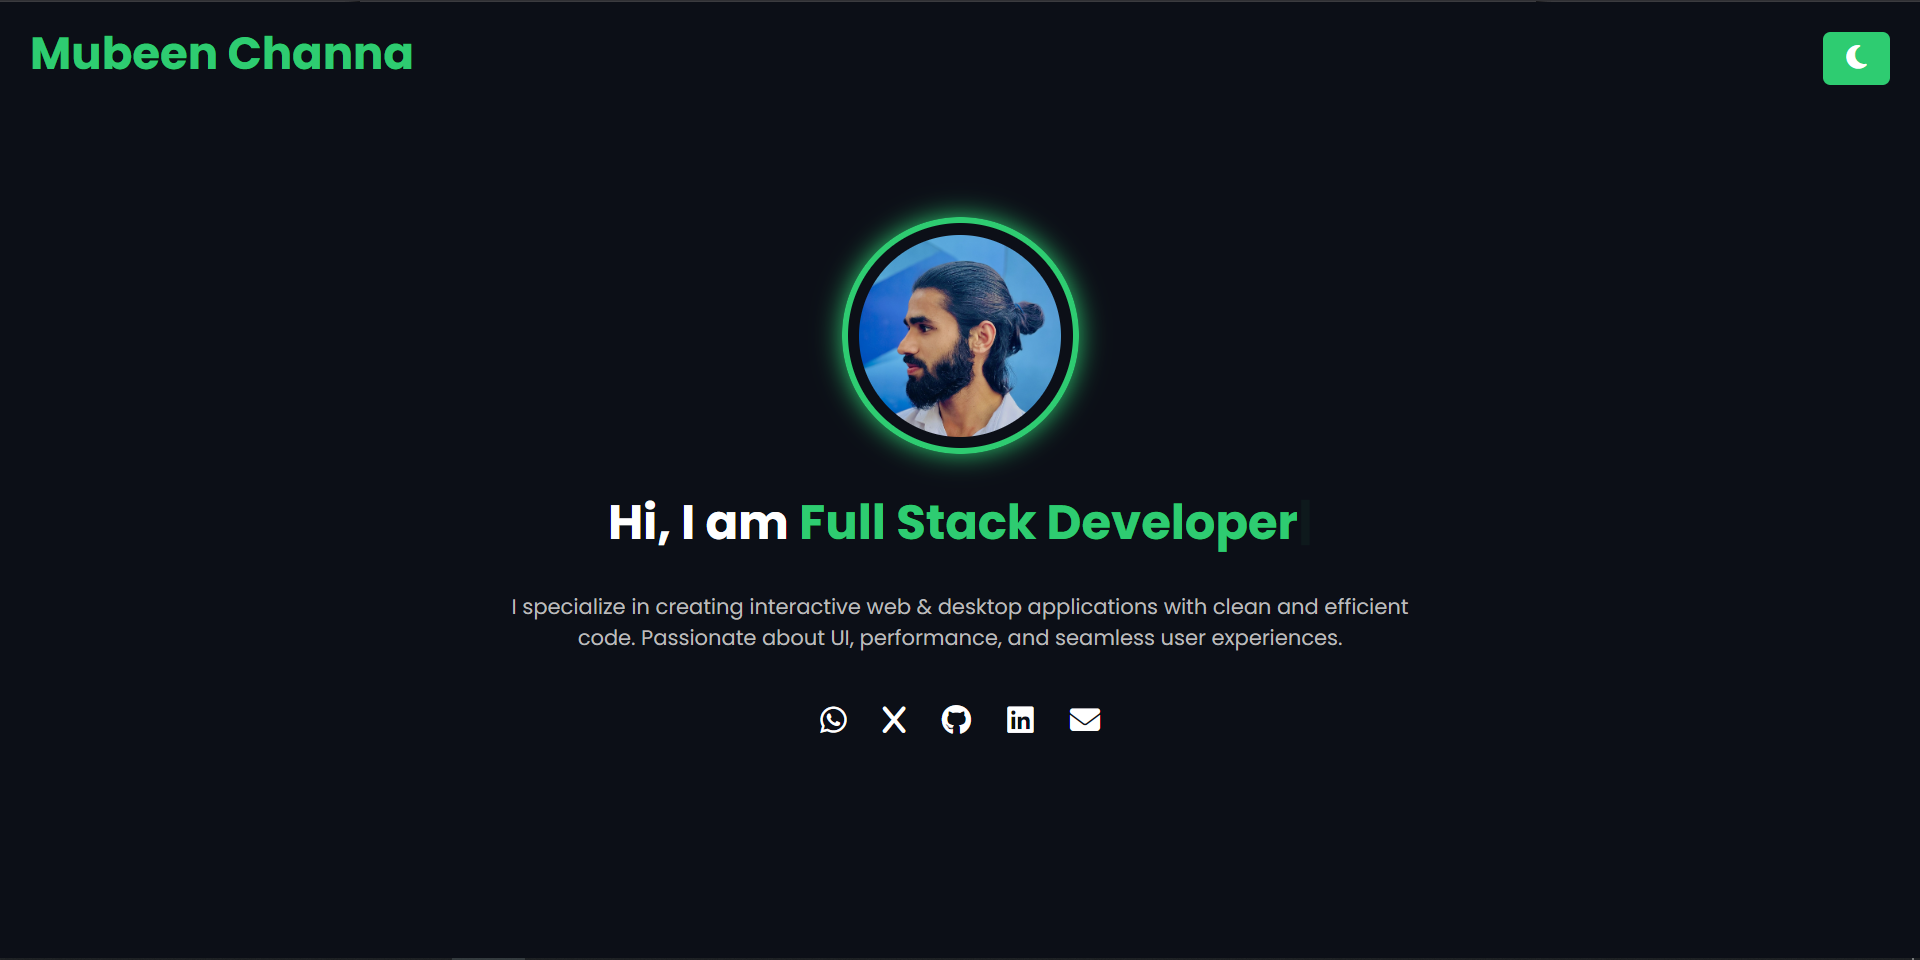 Mubeen Channa
Hi, I am Full Stack Developer
I specialize in creating interactive web & desktop applications with clean and efficient
code. Passionate about UI, performance, and seamless user experiences.